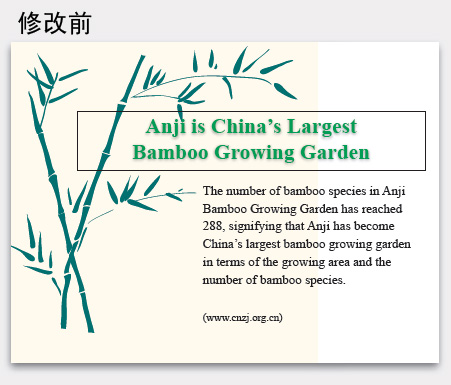 修改前
Anji is China’s Largest
Bamboo Growing Garden
The number of bamboo species in Anji
Bamboo Growing Garden has reached
288, signifying that Anji has become
China’s largest bamboo growing garden
in terms of the growing area and the
number of bamboo species.
(www.cnzj.org.cn)